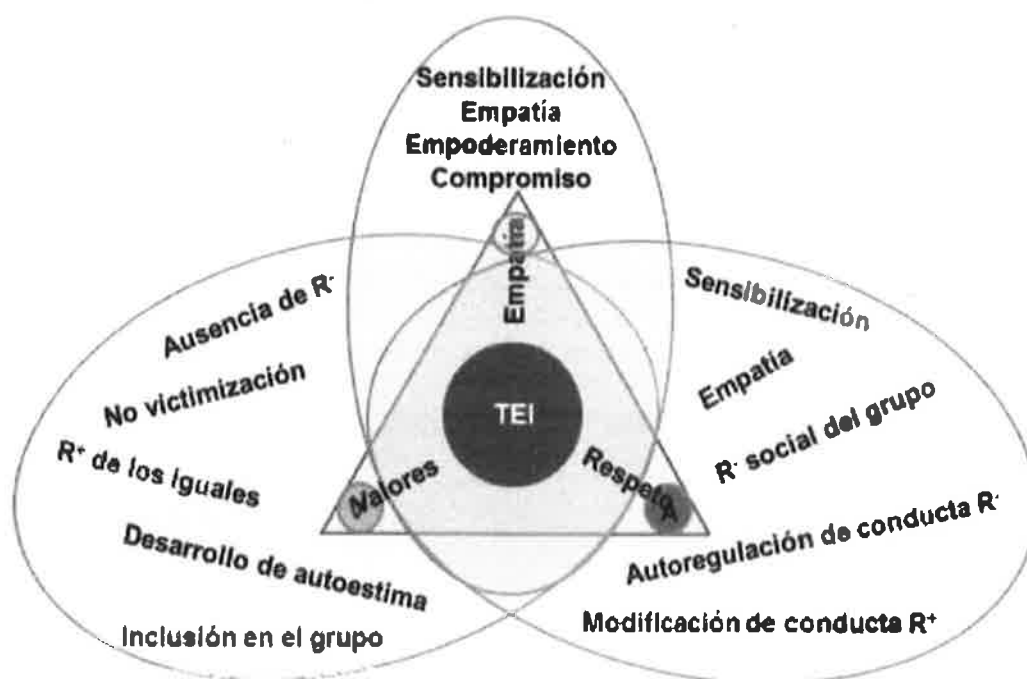 Sensibilización
Empatía
Empoderamiento
Compromiso
Ausencia de R-
No victimización
R+ de los iguales
Desarrollo de autoestima
Inclusión en el grupo
Empatía
TEI
Valores
Respeto
A
Sensibilización
Empatía
R- social del grupo
Autoregulación de conducta R-
Modificación de conducta R+